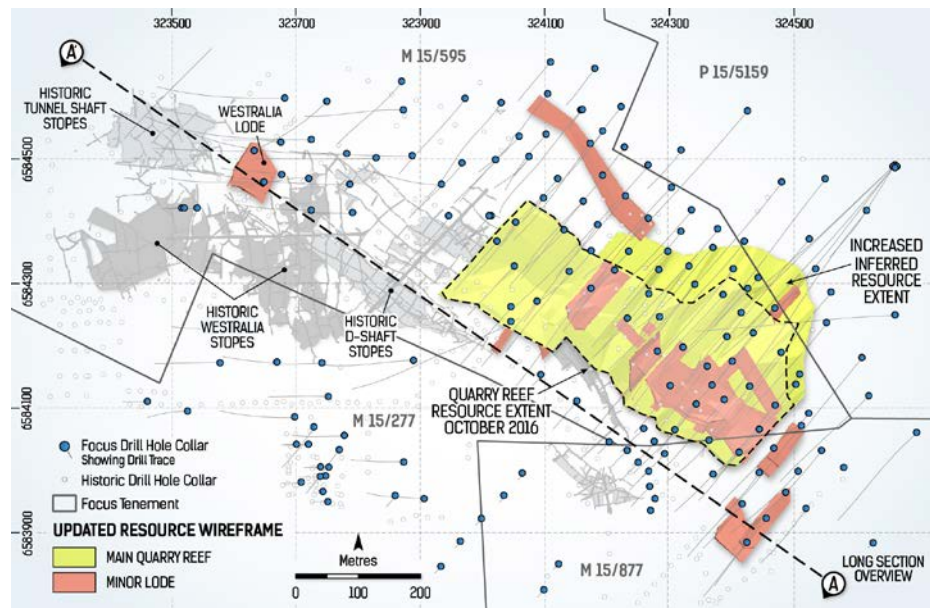 323500
323700
323900
324100
324300
324500
A
M 15/595
P 15/5159
HISTORIC
TUNNEL SHAFT
STOPES
WESTRALIA
LODE
6584500
INCREASED
INFERRED
RESOURCE
EXTENT
6584300
HISTORIC
WESTRALIA
STOPES
HISTORIC
D-SHAFT
STOPES
QUARRY REEF
RESOURCE EXTENT
OCTOBER 2016
6584100
M 15/277
Focus Drill Hole Collar
Showing Drill Trace
Historic Drill Hole Collar
Focus Tenement
UPDATED RESOURCE WIREFRAME
MAIN QUARRY REEF
MINOR LODE
6583900
Metres
0
100
200
M 15/877
LONG SECTION
OVERVIEW
A